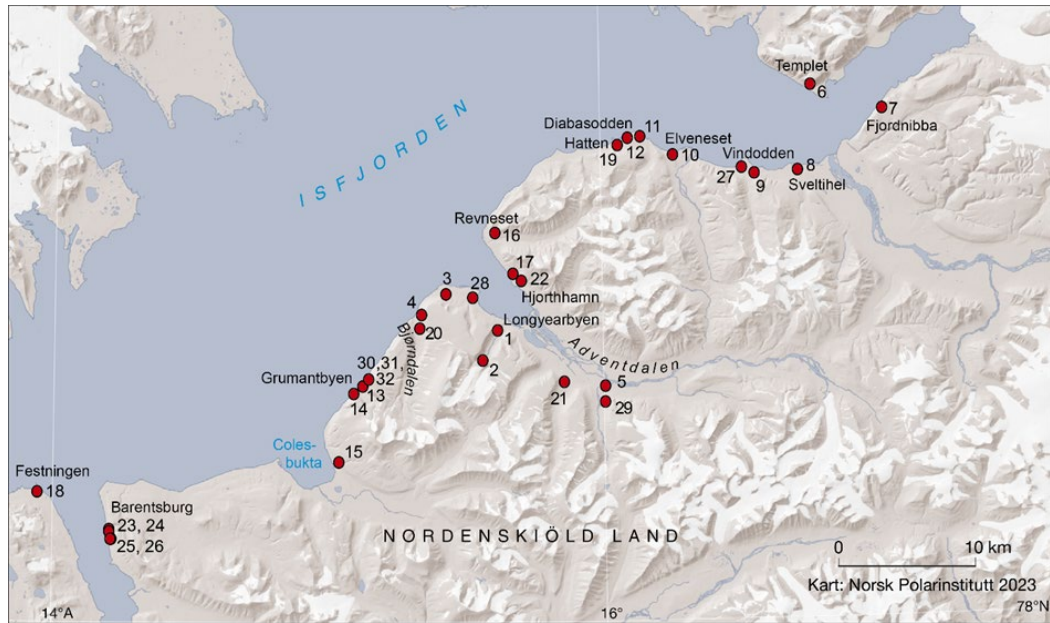 Templet
6
7
Fjordnibba
Diabasodden
11
Hatten
12
Elveneset
19
10
Vindodden
27
9
8
Sveltihel
ISFJORDEN
Revneset
16
17
22
Hjorthhamn
3
28
4
20
Bjørndalen
Longyearbyen
1
2
Adventdalen
30,31,
Grumantbyen
32
13
14
21
5
29
Coles-
bukta
15
Festningen
18
Barentsburg
23, 24
25, 26
NORDENSKIÖLD LAND
0
10 km
Kart: Norsk Polarinstitutt 2023
14°A
16°
78°N